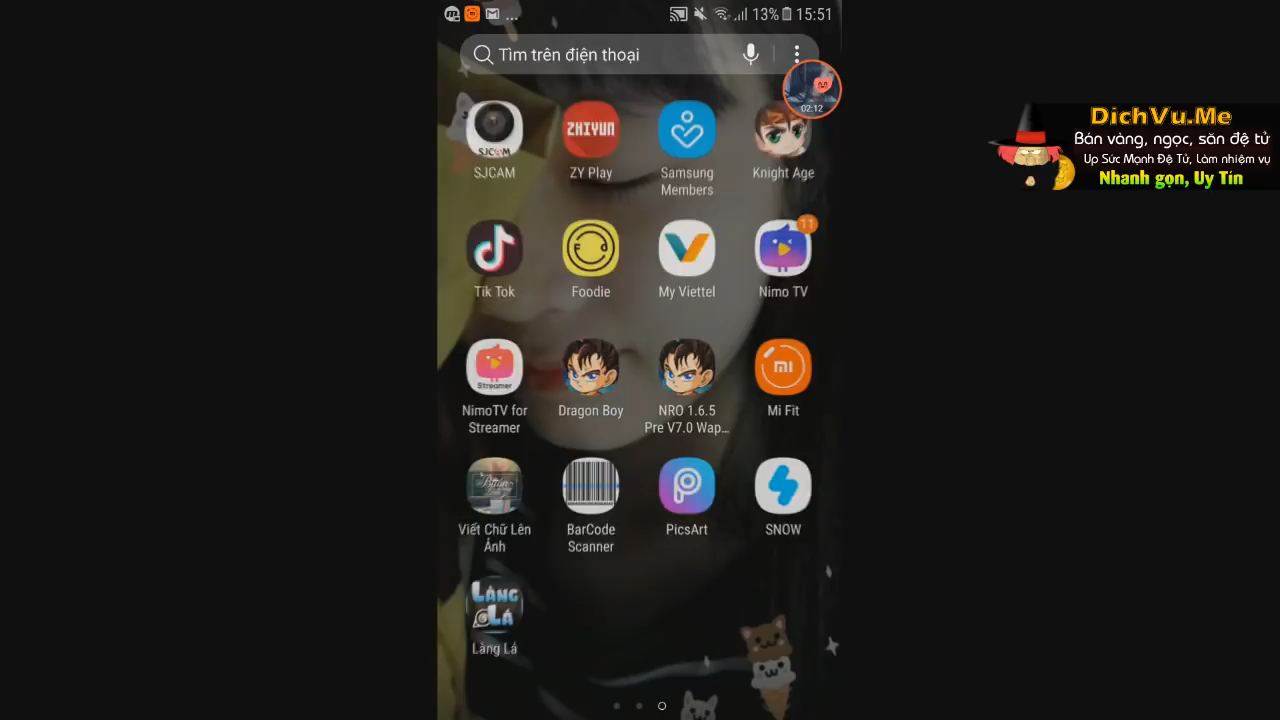 13% 15:51
Tìm trên điện thoại
02:12
DichVu.Me
Bán vàng, ngọc, săn đệ tử
Up Sức Mạnh Đệ Tử, Làm nhiệm vụ
Nhanh gọn, Uy Tín
SJCAM
SJCAM
ZHIYUN
ZY Play
Samsung
Members
Knight Age
Tik Tok
Foodie
My Viettel
11
Nimo TV
Streamer
NimoTV for
Streamer
Dragon Boy
NRO 1.6.5
Pre V7.0 Wap...
Mi Fit
Viết Chữ Lên
Ảnh
BarCode
Scanner
PicsArt
SNOW
LÀNG
LÁ
Làng Lá